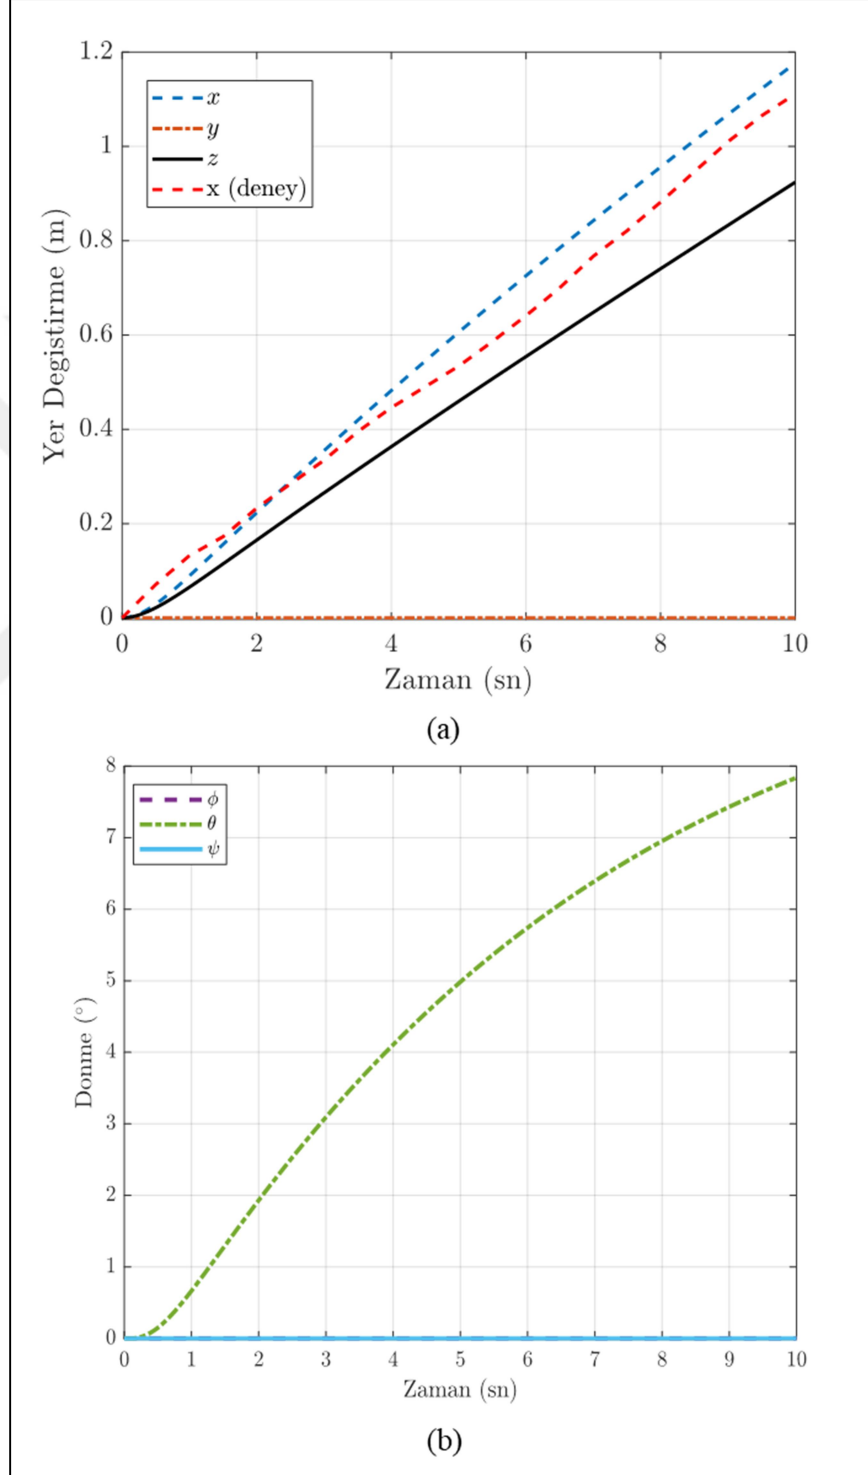 1.2
1
0.8
0.6
0.4
0.2
0
x
y
z
x (deney)
Yer Degistirme (m)
0 2 4 6 8 10
Zaman (sn)
(a)
8
7
6
5
4
3
2
1
0
ϕ
θ
ψ
Donme (°)
0 1 2 3 4 5 6 7 8 9 10
Zaman (sn)
(b)